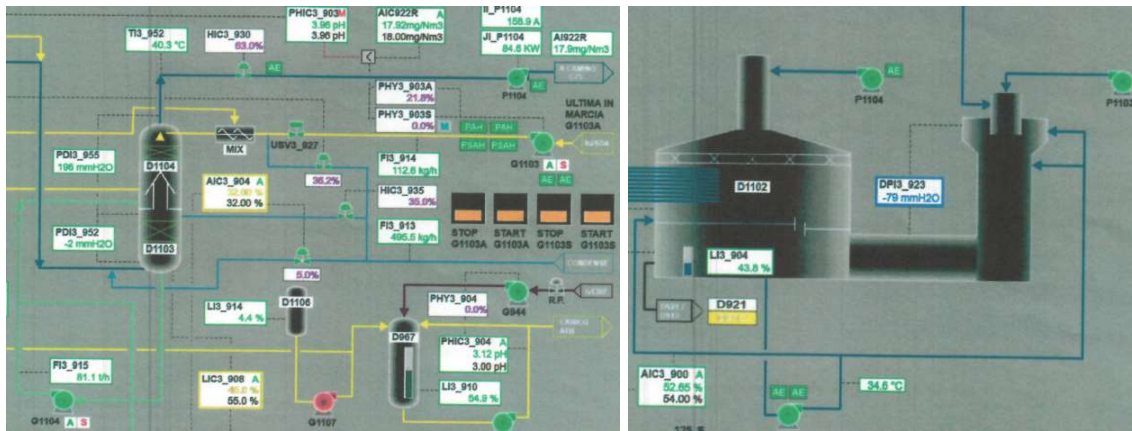 PHIC3_903 M
3.96 pH
3.96 pH
AIC922R A
17.92mg/Nm3
18.00mg/Nm3
II_P1104
158.9 A
JI_P1104
84.6 KW
AI922R
17.9mg/Nm3
TI3_952
40.3 °C
HIC3_930
63.0%
AE
P1104
AE
PHY3_903A
21.8%
PHY3_903S
0.0% M
ULTIMA IN
MARCIA
G1103A
PAH PAH
PSAH PSAH
G1103 A S
AE AE
MIX
USV3_927
PDI3_955
196 mmH2O
D1104
FI3_914
112.6 kg/h
36.2%
AIC3_904 A
32.00 %
HIC3_935
35.0%
PDI3_952
-2 mmH2O
D1103
FI3_913
495.5 kg/h
STOP
G1103A
START
G1103A
STOP
G1103S
START
G1103S
5.0%
LI3_914
4.4 %
D1106
PHY3_904
0.0%
G944
R.F.
D967
PHIC3_904 A
3.12 pH
3.00 pH
FI3_915
81.1 t/h
LIC3_908 A
55.0 %
LI3_910
54.9 %
G1104 A S
G1107
P1104
AE
P1102
D1102
DPI3_923
-79 mmH2O
LI3_904
43.8 %
D921
AIC3_900 A
52.65 %
54.00 %
AE AE
34.6 °C